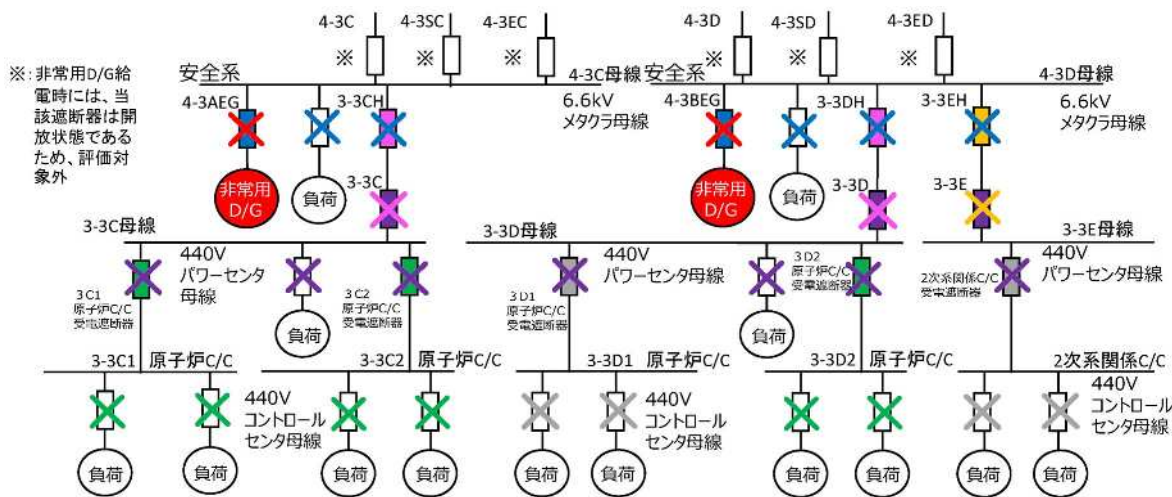 4-3C
4-3SC
4-3EC
4-3D
4-3SD
4-3ED
※
※
※
※
※
※
※:非常用D/G給
電時には、当
該遮断器は開
放状態である
ため、評価対
象外
安全系
4-3C母線
安全系
4-3D母線
4-3AEG
3-3CH
6.6kV
メタクラ母線
4-3BEG
3-3DH
3-3EH
6.6kV
メタクラ母線
非常用
D/G
負荷
3-3C
非常用
D/G
負荷
3-3D
3-3E
3-3C母線
3-3D母線
3-3E母線
440V
パワーセンタ
母線
3C1
原子炉C/C
受電遮断器
3C2
原子炉C/C
受電遮断器
440V
パワーセンタ母線
3D1
原子炉C/C
受電遮断器
3D2
原子炉C/C
受電遮断器
440V
パワーセンタ母線
2次系関係C/C
受電遮断器
負荷
負荷
3-3C1
原子炉C/C
3-3C2
原子炉C/C
3-3D1
原子炉C/C
3-3D2
原子炉C/C
2次系関係C/C
440V
コントロール
センタ母線
440V
コントロール
センタ母線
440V
コントロール
センタ母線
負荷
負荷
負荷
負荷
負荷
負荷
負荷
負荷
負荷
負荷